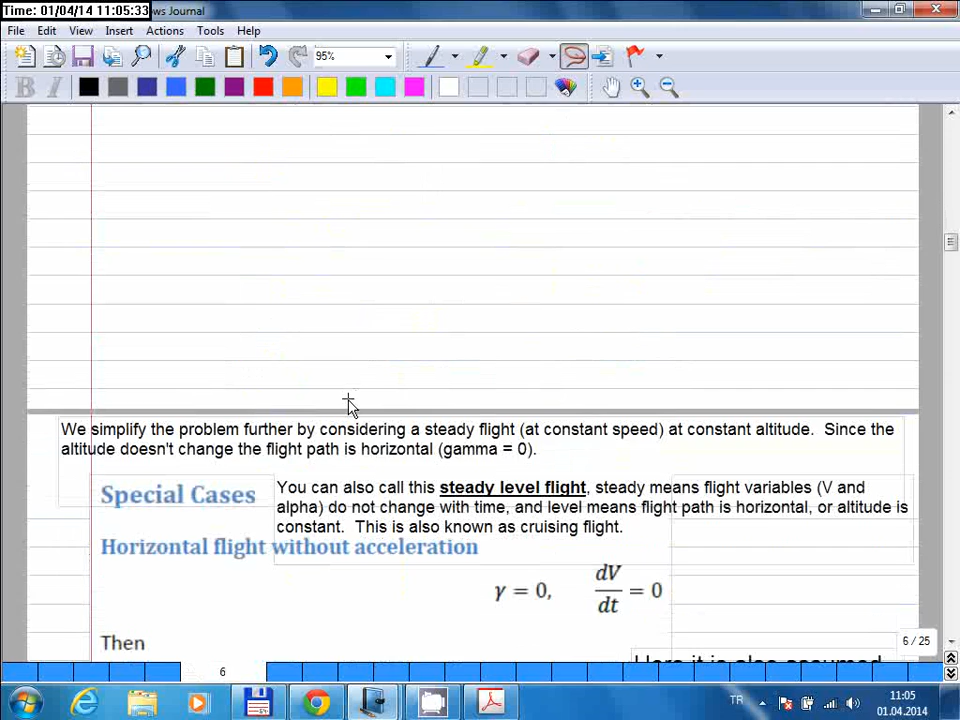 Time: 01/04/14 11:05:33
ws Journal
File Edit View Insert Actions Tools Help
95%
B I
We simplify the problem further by considering a steady flight (at constant speed) at constant altitude. Since the
altitude doesn't change the flight path is horizontal (gamma = 0).
Special Cases
You can also call this steady level flight, steady means flight variables (V and
alpha) do not change with time, and level means flight path is horizontal, or altitude is
constant. This is also known as cruising flight.
Horizontal flight without acceleration
γ = 0, dV/dt = 0
Then
Here it is also assumed
6 / 25
6
TR
11:05
01.04.2014